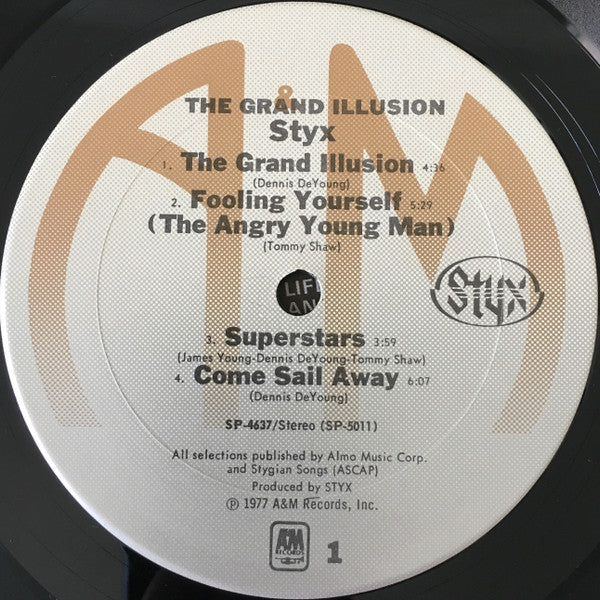 A&M
THE GRAND ILLUSION
Styx
1. The Grand Illusion 4:36
(Dennis DeYoung)
2. Fooling Yourself 5:29
(The Angry Young Man)
(Tommy Shaw)
LIF
AN
Styx
3. Superstars 3:59
(James Young-Dennis DeYoung-Tommy Shaw)
4. Come Sail Away 6:07
(Dennis DeYoung)
SP-4637/Stereo (SP-5011)
All selections published by Almo Music Corp.
and Stygian Songs (ASCAP)
Produced by STYX
℗ 1977 A&M Records, Inc.
A&M
RECORDS
1